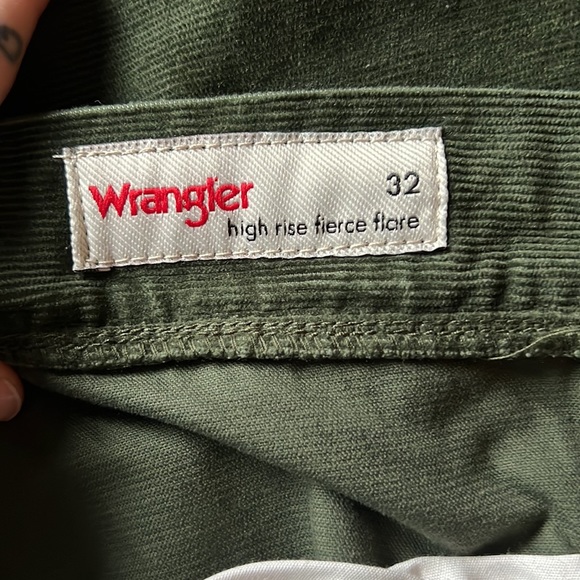 Wrangler 32
high rise fierce flare